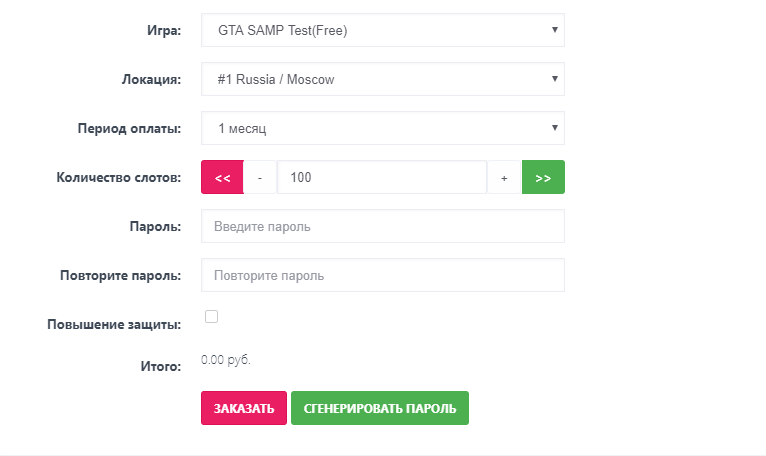 Игра: GTA SAMP Test(Free)
Локация: #1 Russia / Moscow
Период оплаты: 1 месяц
Количество слотов: << - 100 + >>
Пароль: Введите пароль
Повторите пароль: Повторите пароль
Повышение защиты:
Итого: 0.00 руб.
ЗАКАЗАТЬ СГЕНЕРИРОВАТЬ ПАРОЛЬ